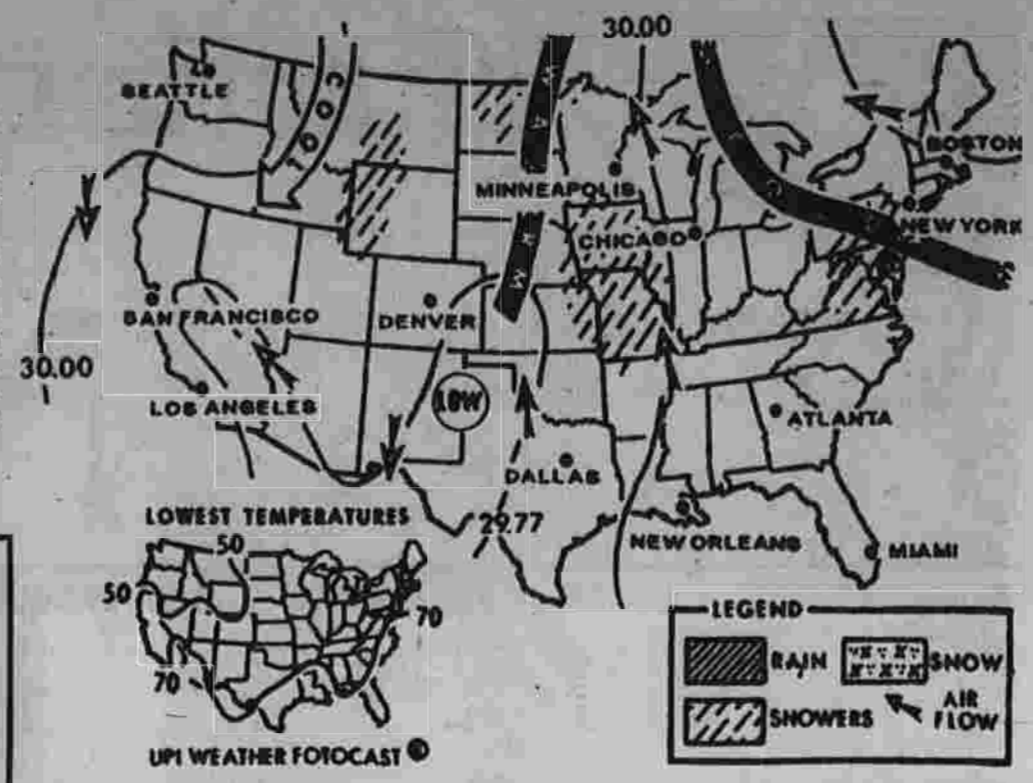 30.00
SEATTLE
COOL
BOSTON
MINNEAPOLIS
NEW YORK
CHICAGO
SAN FRANCISCO
DENVER
30.00
LOS ANGELES
LOW
ATLANTA
DALLAS
LOWEST TEMPERATURES
29.77
NEW ORLEANS
MIAMI
50
50
70
70
UPI WEATHER FOTOCAST
LEGEND
RAIN
SNOW
SHOWERS
AIR
FLOW